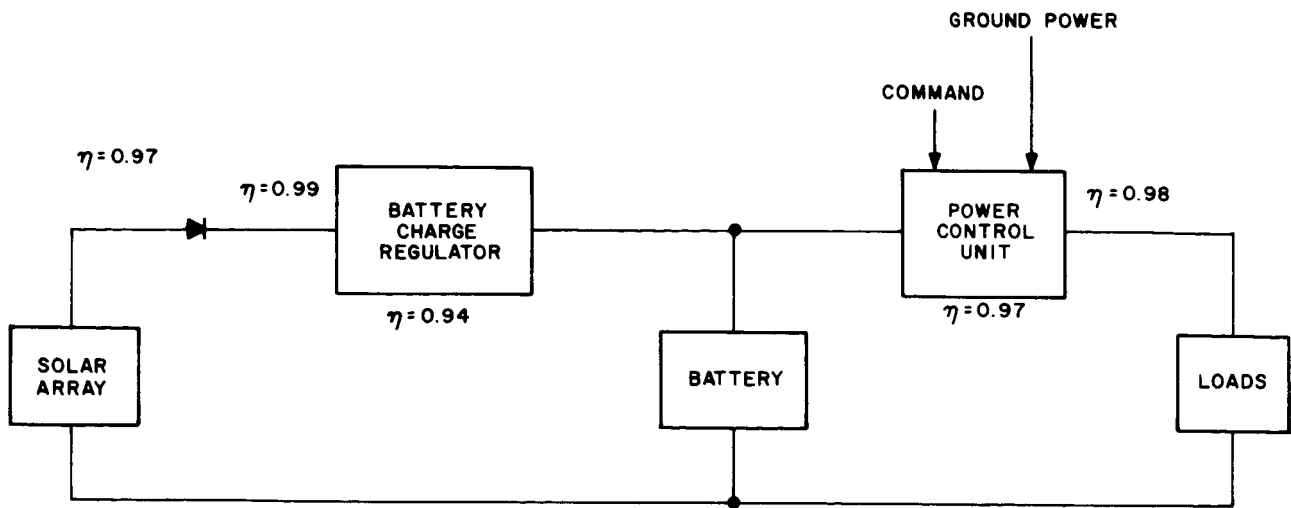 GROUND POWER
COMMAND
η = 0.97
η = 0.99
BATTERY
CHARGE
REGULATOR
η = 0.94
POWER
CONTROL
UNIT
η = 0.98
η = 0.97
SOLAR
ARRAY
BATTERY
LOADS